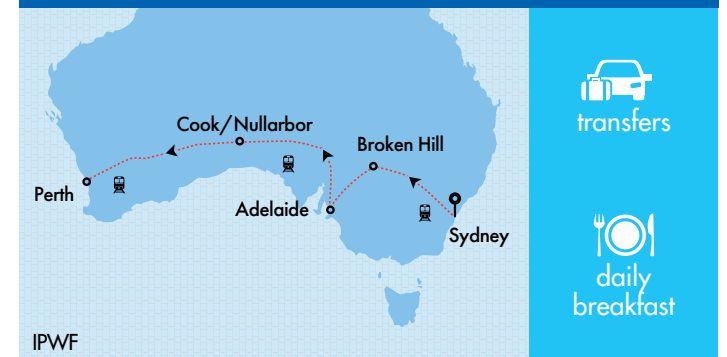 Cook/Nullarbor
Broken Hill
Perth
Adelaide
Sydney
IPWF
transfers
daily
breakfast